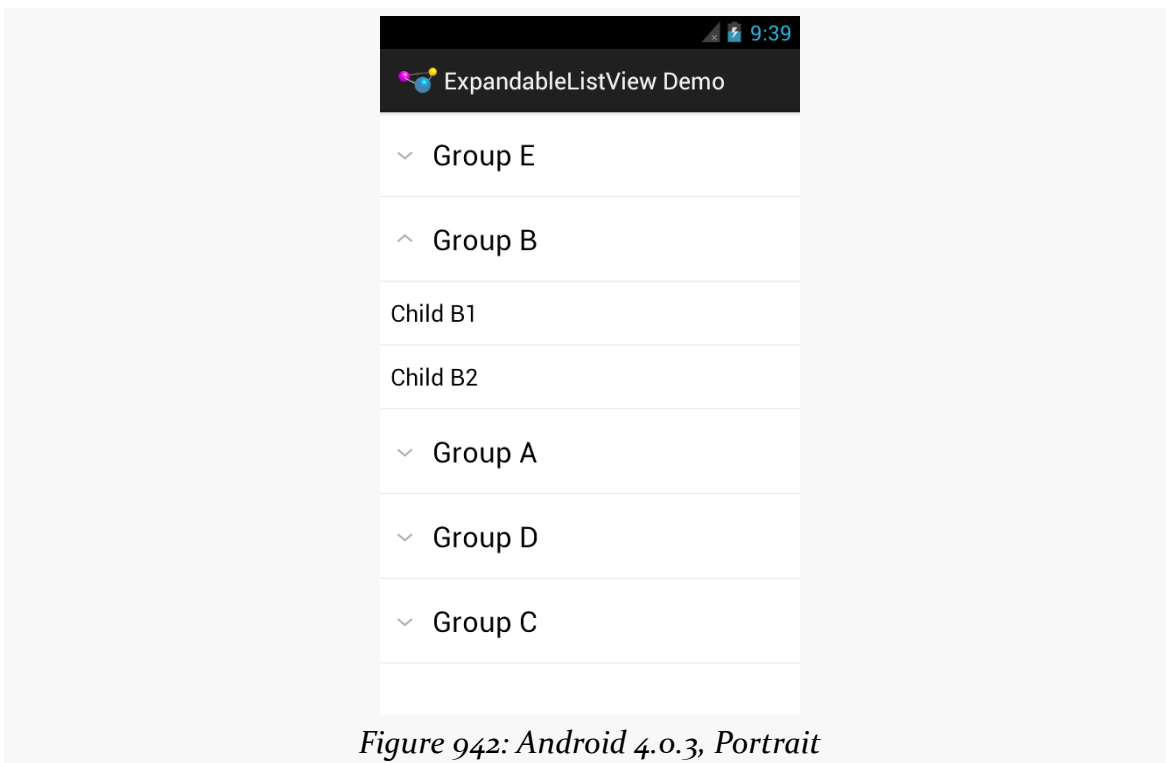 9:39
ExpandableListView Demo
Group E
Group B
Child B1
Child B2
Group A
Group D
Group C
Figure 942: Android 4.0.3, Portrait